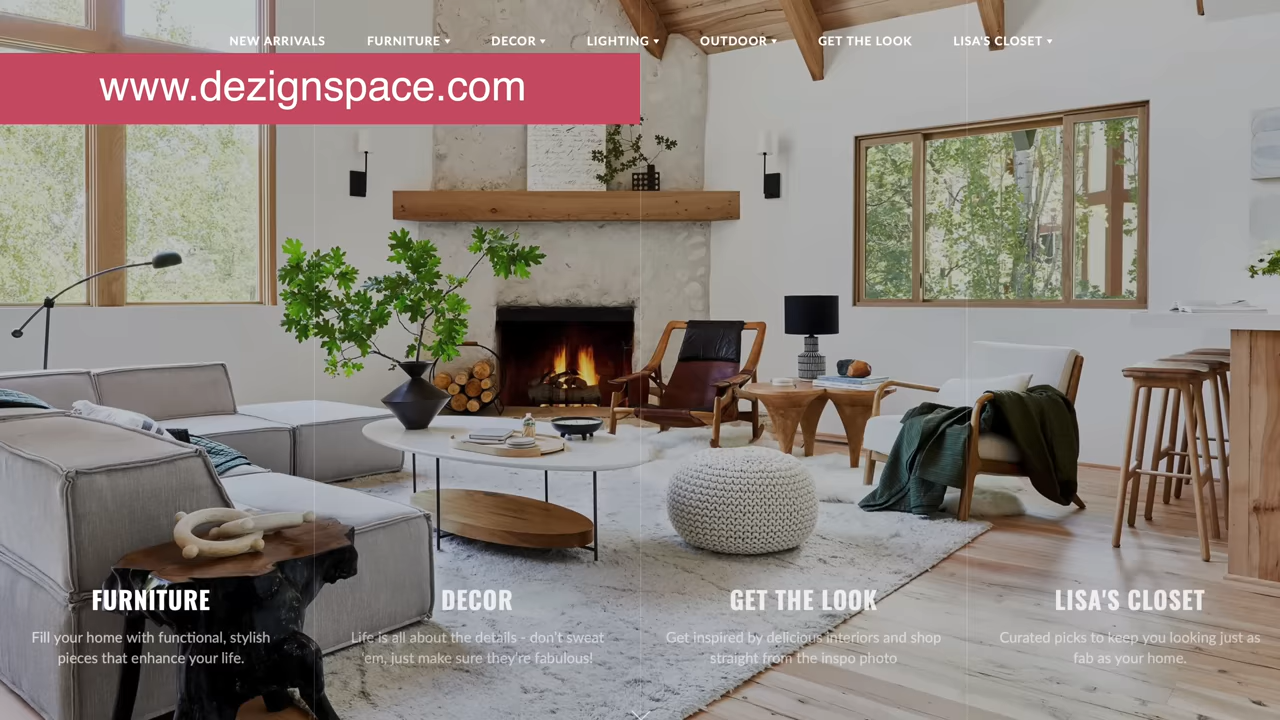 NEW ARRIVALS FURNITURE DECOR LIGHTING OUTDOOR GET THE LOOK LISA'S CLOSET
www.dezignspace.com
FURNITURE
Fill your home with functional, stylish
pieces that enhance your life.
DECOR
Life is all about the details - don't sweat
'em, just make sure they're fabulous!
GET THE LOOK
Get inspired by delicious interiors and shop
straight from the inspo photo
LISA'S CLOSET
Curated picks to keep you looking just as
fab as your home.